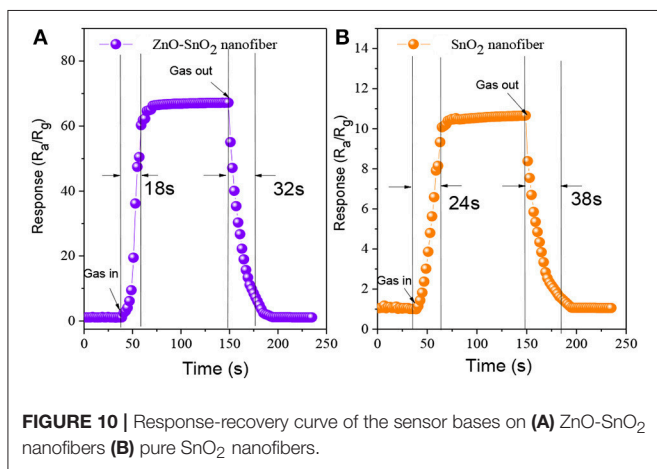 A
ZnO-SnO₂ nanofiber
Gas out
Gas in
18s
32s
80
60
40
20
0
Response (Rₐ/R_g)
0 50 100 150 200 250
Time (s)
B
SnO₂ nanofiber
Gas out
Gas in
24s
38s
14
12
10
8
6
4
2
0
Response (Rₐ/R_g)
0 50 100 150 200 250
Time (s)
FIGURE 10 | Response-recovery curve of the sensor bases on (A) ZnO-SnO₂
nanofibers (B) pure SnO₂ nanofibers.